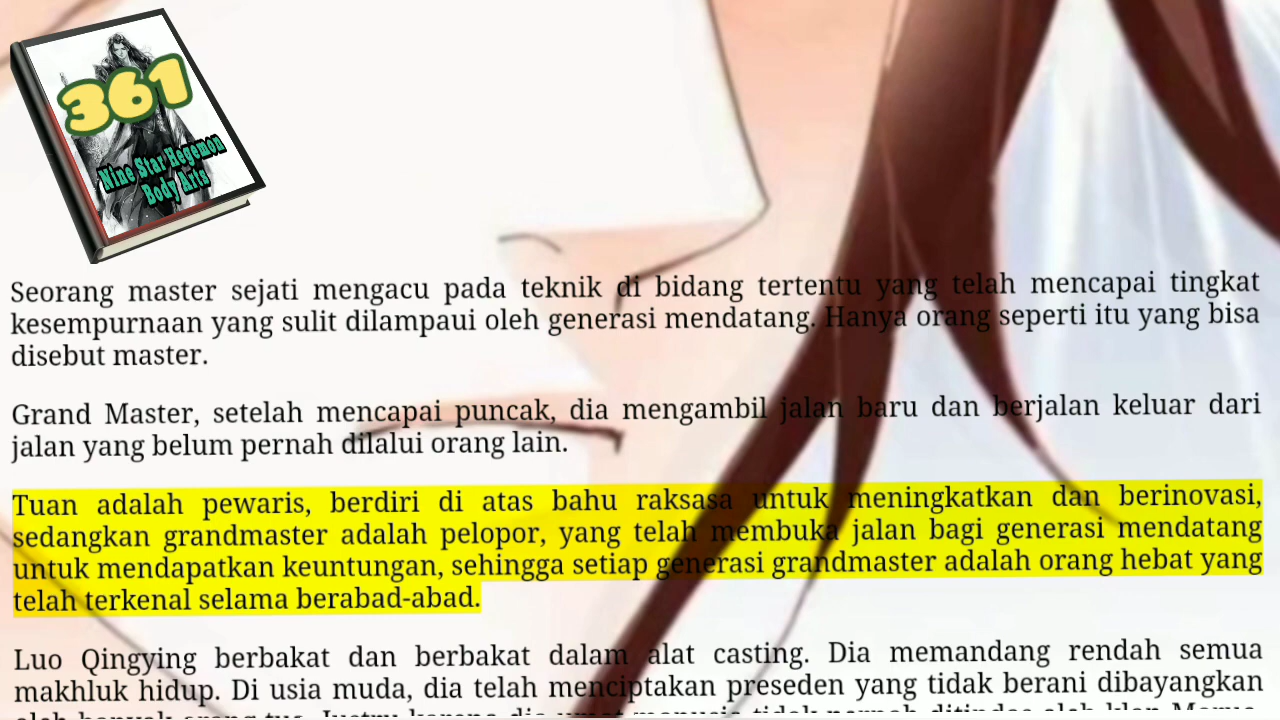 361
Nine Star Hegemon
Body Arts
Seorang master sejati mengacu pada teknik di bidang tertentu yang telah mencapai tingkat
kesempurnaan yang sulit dilampaui oleh generasi mendatang. Hanya orang seperti itu yang bisa
disebut master.
Grand Master, setelah mencapai puncak, dia mengambil jalan baru dan berjalan keluar dari
jalan yang belum pernah dilalui orang lain.
Tuan adalah pewaris, berdiri di atas bahu raksasa untuk meningkatkan dan berinovasi,
sedangkan grandmaster adalah pelopor, yang telah membuka jalan bagi generasi mendatang
untuk mendapatkan keuntungan, sehingga setiap generasi grandmaster adalah orang hebat yang
telah terkenal selama berabad-abad.
Luo Qingying berbakat dan berbakat dalam alat casting. Dia memandang rendah semua
makhluk hidup. Di usia muda, dia telah menciptakan preseden yang tidak berani dibayangkan